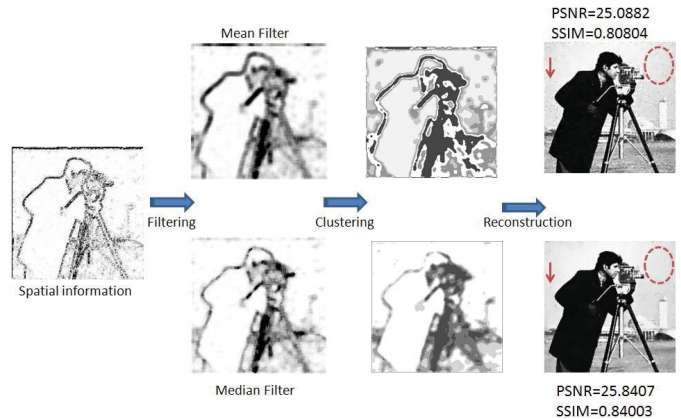 Mean Filter
PSNR=25.0882
SSIM=0.80804
Filtering
Clustering
Reconstruction
Spatial information
Median Filter
PSNR=25.8407
SSIM=0.84003